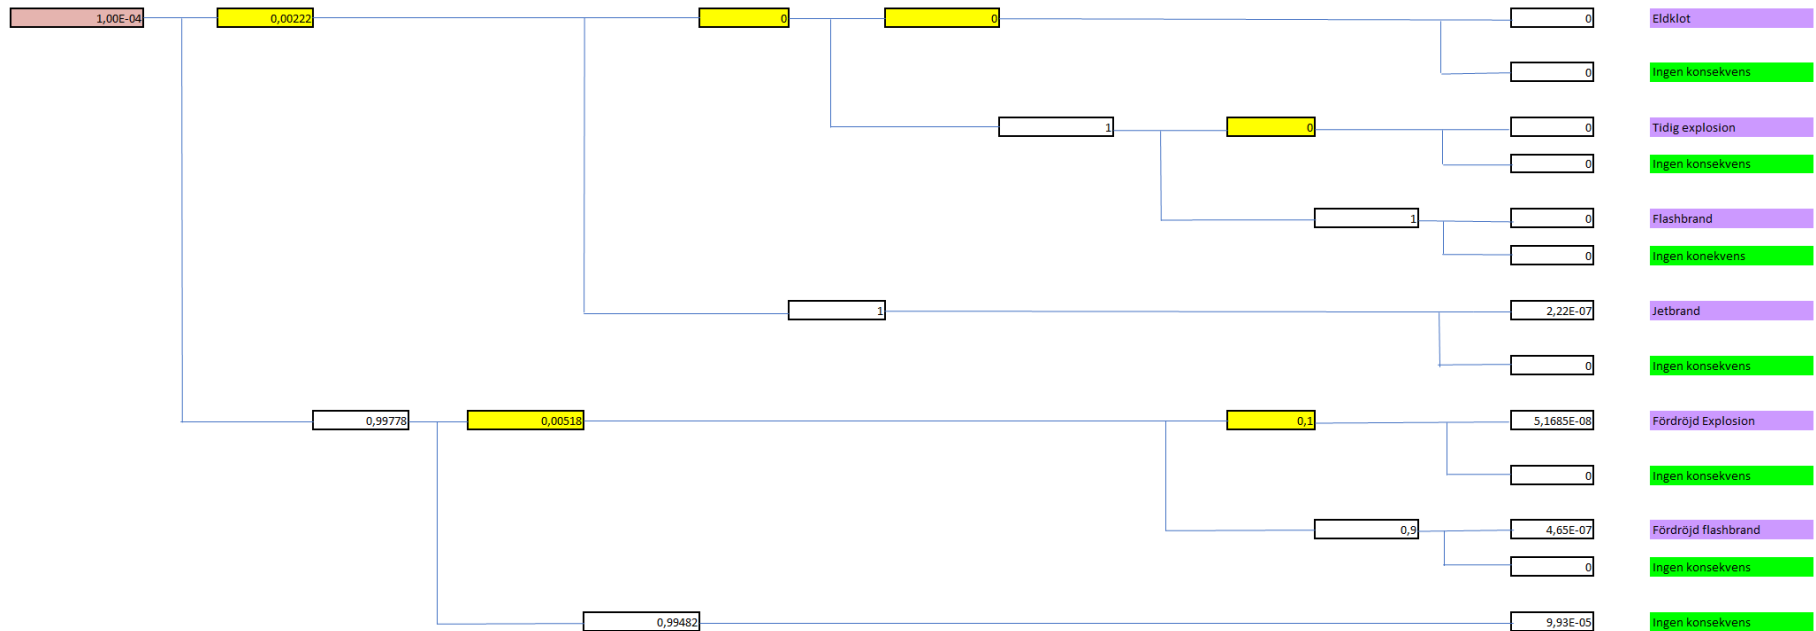 1,00E-04 0,00222 0 0 0 Eldklot
0 Ingen konsekvens
1 0 0 Tidig explosion
0 Ingen konsekvens
1 0 Flashbrand
0 Ingen konekvens
1 2,22E-07 Jetbrand
0 Ingen konsekvens
0,99778 0,00518 0,1 5,1685E-08 Fördröjd Explosion
0 Ingen konsekvens
0,9 4,65E-07 Fördröjd flashbrand
0 Ingen konsekvens
0,99482 9,93E-05 Ingen konsekvens